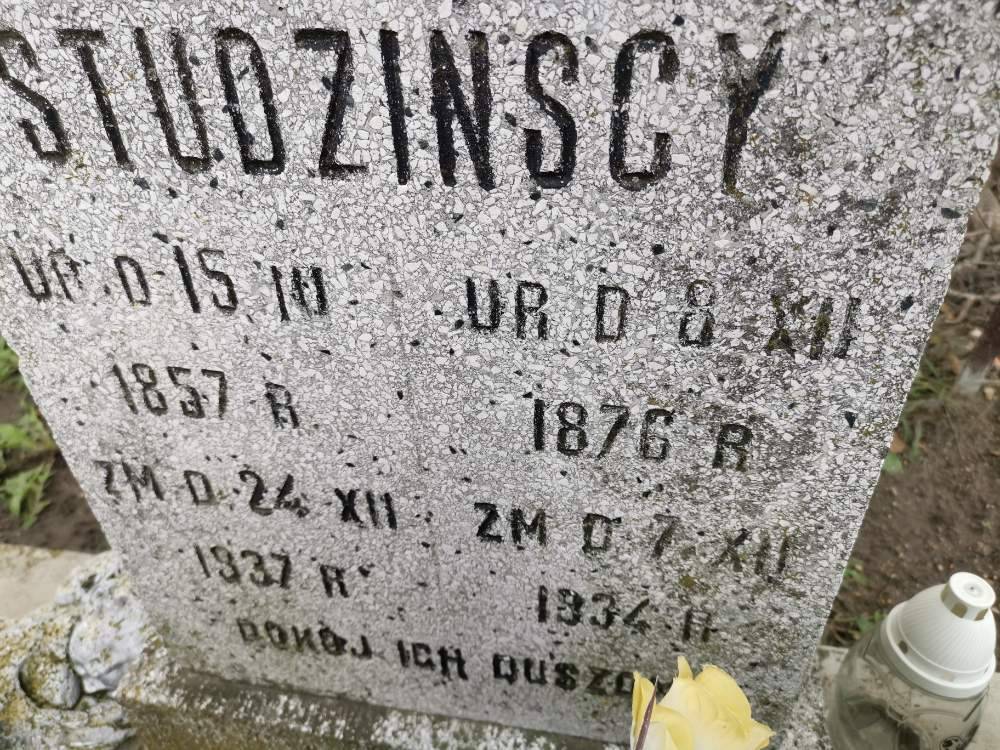 STUDZINSCY
UR D 15 IV
1857 R
ZM D 24 XII
1937 R
UR D 8 XII
1876 R
ZM D 7 XII
1934 R
POKÓJ ICH DUSZOM